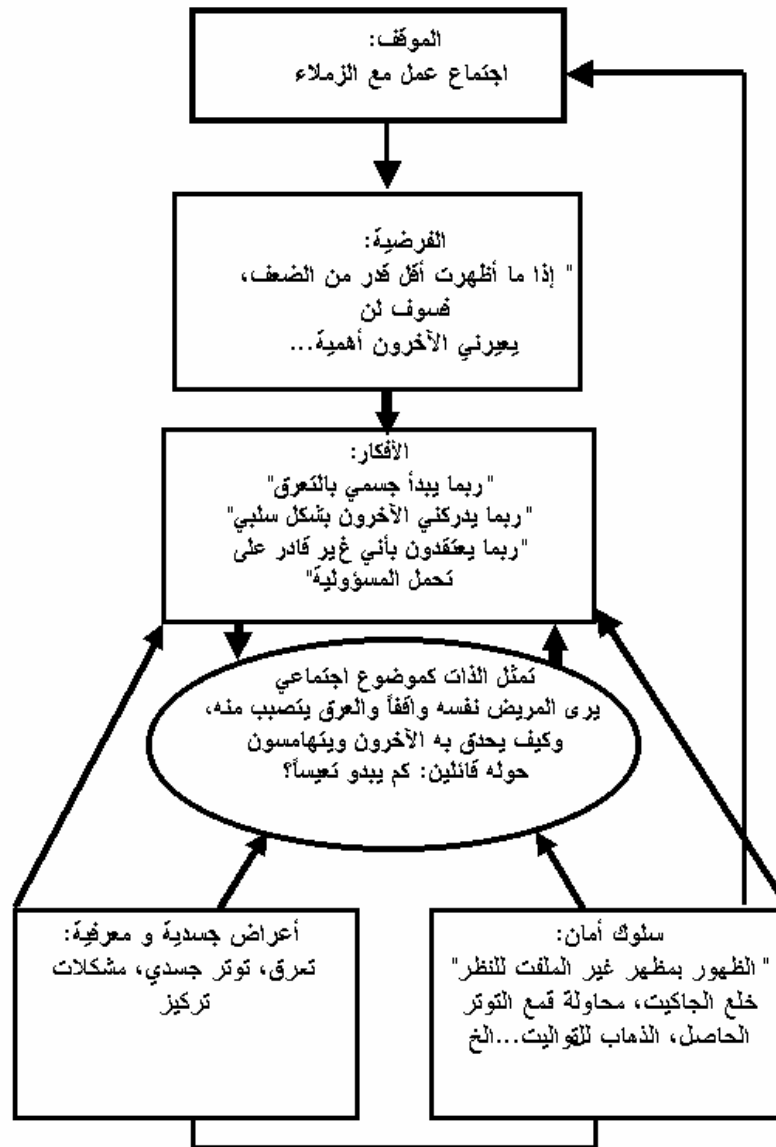 الموقف:
اجتماع عمل مع الزملاء
الفرضية:
" إذا ما أظهرت أقل قدر من الضعف،
فسوف لن
يعيرني الآخرون أهمية...
الأفكار:
"ربما يبدأ جسمي بالتعرق"
"ربما يدركني الآخرون بشكل سلبي"
"ربما يعتقدون بأني غير قادر على
تحمل المسؤولية"
تمثل الذات كموضوع اجتماعي
يرى المريض نفسه واقفاً والعرق يتصبب منه،
وكيف يحدق به الآخرون ويتهامسون
حوله قائلين: كم يبدو تعيساً؟
أعراض جسدية و معرفية:
تعرق، توتر جسدي، مشكلات
تركيز
سلوك أمان:
" الظهور بمظهر غير الملفت للنظر"
خلع الجاكيت، محاولة قمع التوتر
الحاصل، الذهاب للتواليت...الخ